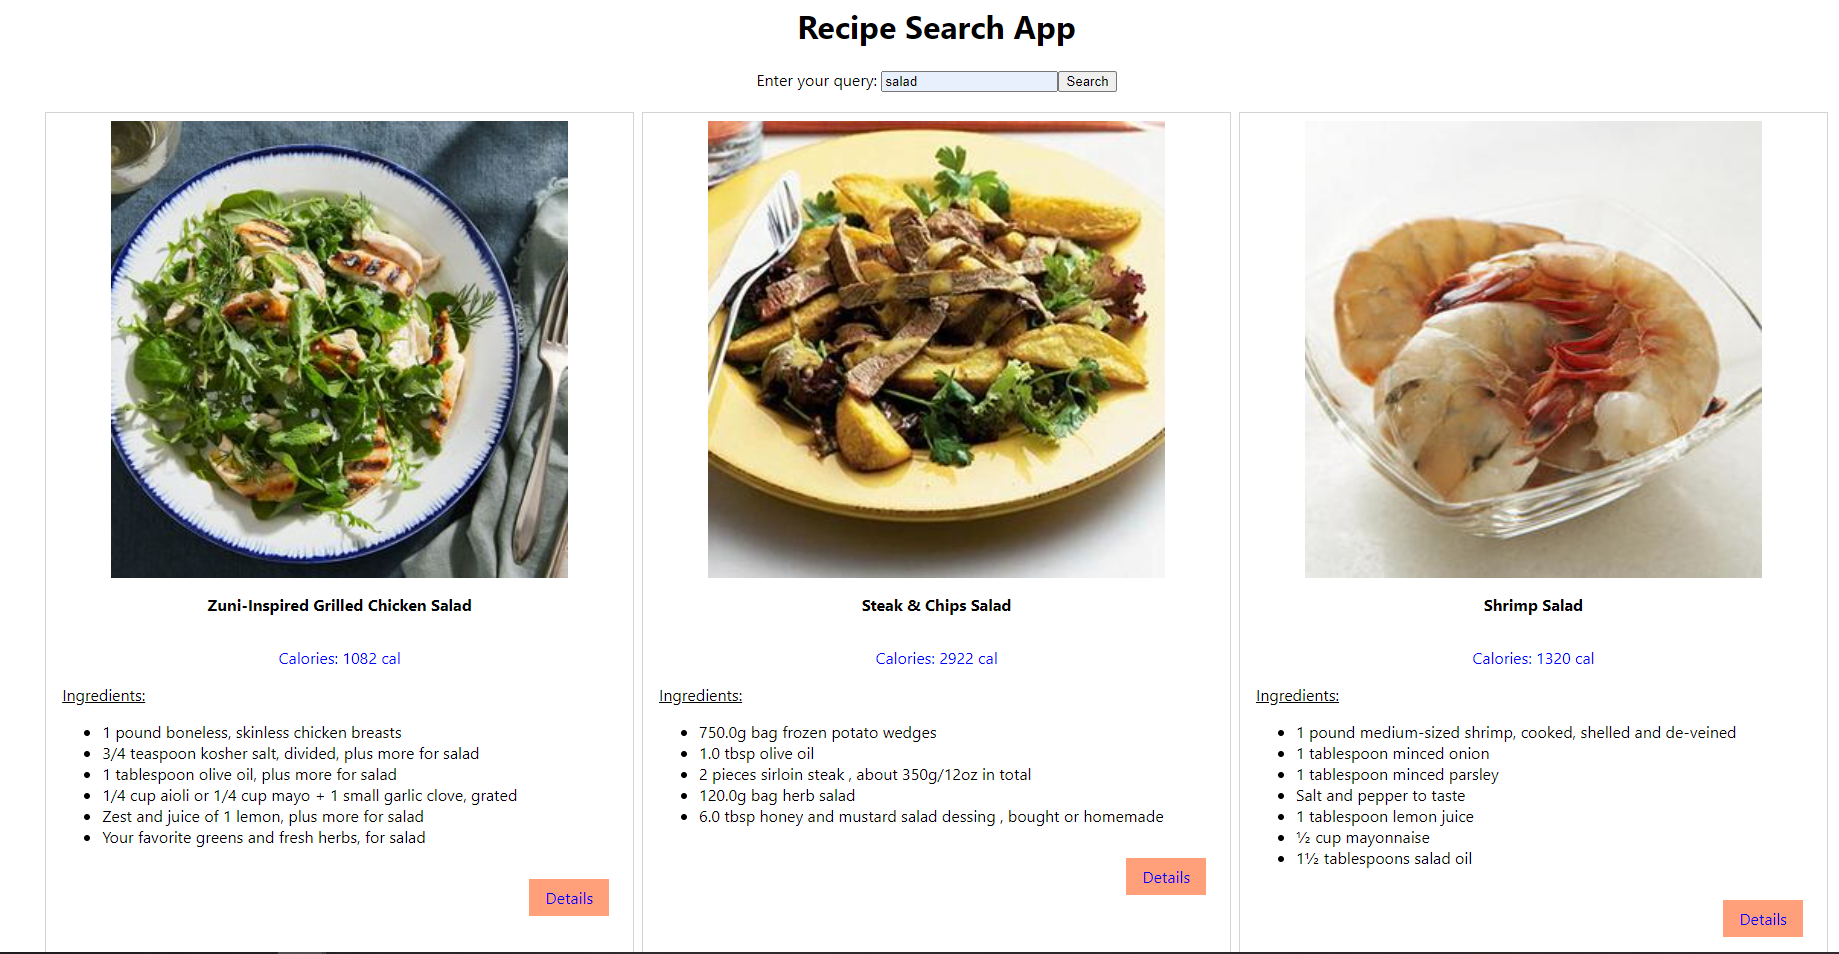 Recipe Search App
Enter your query: salad Search
Zuni-Inspired Grilled Chicken Salad
Calories: 1082 cal
Ingredients:
1 pound boneless, skinless chicken breasts
3/4 teaspoon kosher salt, divided, plus more for salad
1 tablespoon olive oil, plus more for salad
1/4 cup aioli or 1/4 cup mayo + 1 small garlic clove, grated
Zest and juice of 1 lemon, plus more for salad
Your favorite greens and fresh herbs, for salad
Details
Steak & Chips Salad
Calories: 2922 cal
Ingredients:
750.0g bag frozen potato wedges
1.0 tbsp olive oil
2 pieces sirloin steak , about 350g/12oz in total
120.0g bag herb salad
6.0 tbsp honey and mustard salad dessing , bought or homemade
Details
Shrimp Salad
Calories: 1320 cal
Ingredients:
1 pound medium-sized shrimp, cooked, shelled and de-veined
1 tablespoon minced onion
1 tablespoon minced parsley
Salt and pepper to taste
1 tablespoon lemon juice
½ cup mayonnaise
1½ tablespoons salad oil
Details